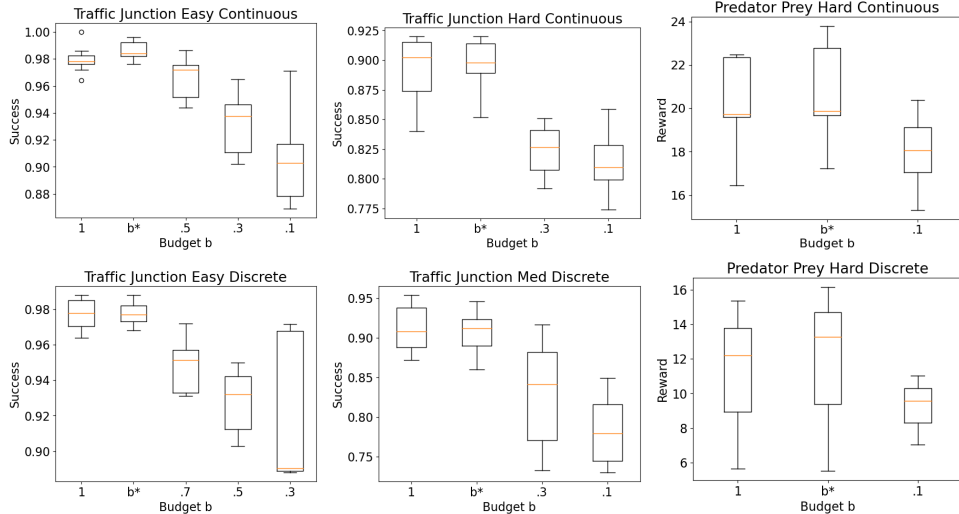 Traffic Junction Easy Continuous
1.00
0.98
0.96
0.94
0.92
0.90
0.88
Success
1 b* .5 .3 .1
Budget b
Traffic Junction Hard Continuous
0.925
0.900
0.875
0.850
0.825
0.800
0.775
Success
1 b* .3 .1
Budget b
Predator Prey Hard Continuous
24
22
20
18
16
Reward
1 b* .1
Budget b
Traffic Junction Easy Discrete
0.98
0.96
0.94
0.92
0.90
Success
1 b* .7 .5 .3
Budget b
Traffic Junction Med Discrete
0.95
0.90
0.85
0.80
0.75
Success
1 b* .3 .1
Budget b
Predator Prey Hard Discrete
16
14
12
10
8
6
Reward
1 b* .1
Budget b